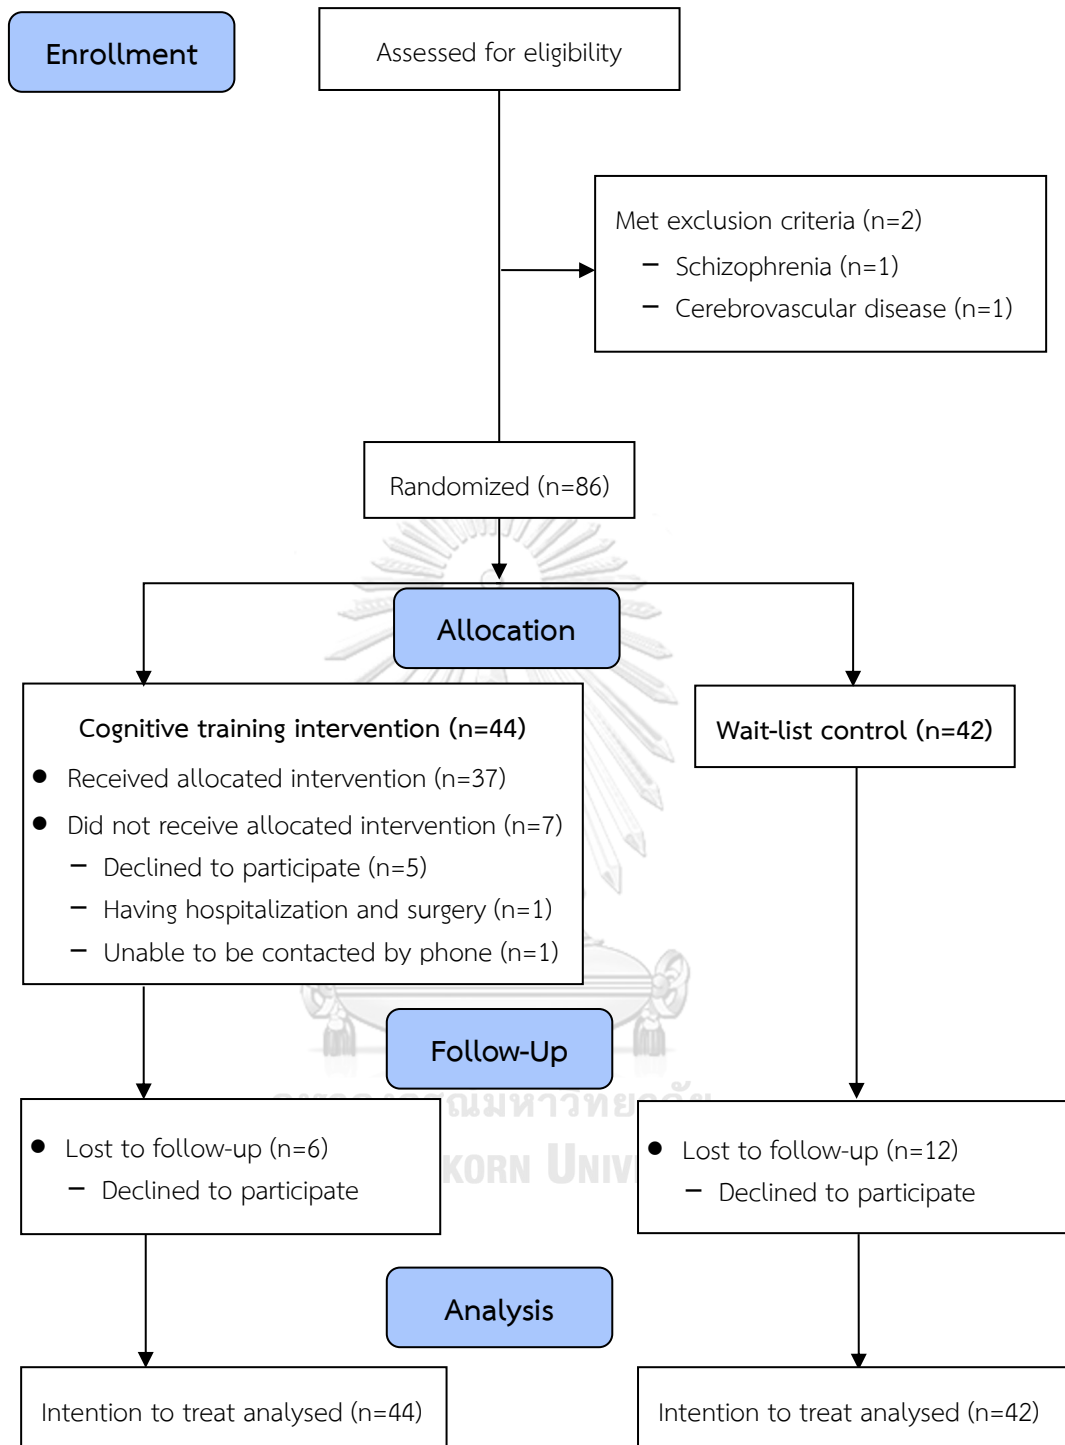 Enrollment
Assessed for eligibility
Met exclusion criteria (n=2)
– Schizophrenia (n=1)
– Cerebrovascular disease (n=1)
Randomized (n=86)
Allocation
Cognitive training intervention (n=44)
● Received allocated intervention (n=37)
● Did not receive allocated intervention (n=7)
– Declined to participate (n=5)
– Having hospitalization and surgery (n=1)
– Unable to be contacted by phone (n=1)
Wait-list control (n=42)
Follow-Up
● Lost to follow-up (n=6)
– Declined to participate
● Lost to follow-up (n=12)
– Declined to participate
Analysis
Intention to treat analysed (n=44)
Intention to treat analysed (n=42)